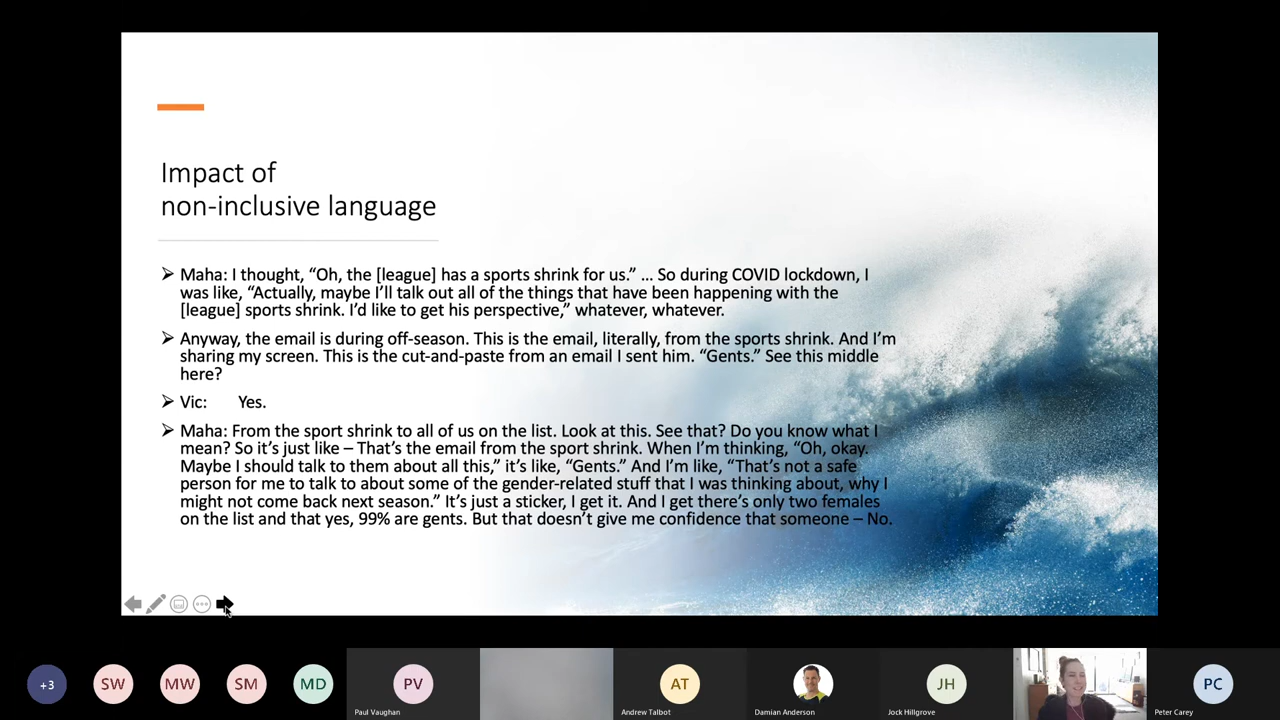 Impact of
non-inclusive language
Maha: I thought, “Oh, the [league] has a sports shrink for us.” … So during COVID lockdown, I
was like, “Actually, maybe I’ll talk out all of the things that have been happening with the
[league] sports shrink. I’d like to get his perspective,” whatever, whatever.
Anyway, the email is during off-season. This is the email, literally, from the sports shrink. And I’m
sharing my screen. This is the cut-and-paste from an email I sent him. “Gents.” See this middle
here?
Vic: Yes.
Maha: From the sport shrink to all of us on the list. Look at this. See that? Do you know what I
mean? So it’s just like – That’s the email from the sport shrink. When I’m thinking, “Oh, okay.
Maybe I should talk to them about all this,” it’s like, “Gents.” And I’m like, “That’s not a safe
person for me to talk to about some of the gender-related stuff that I was thinking about, why I
might not come back next season.” It’s just a sticker, I get it. And I get there’s only two females
on the list and that yes, 99% are gents. But that doesn’t give me confidence that someone – No.
+3
SW
MW
SM
MD
PV
AT
JH
PC
Paul Vaughan
Andrew Talbot
Damian Anderson
Jock Hillgrove
Peter Carey